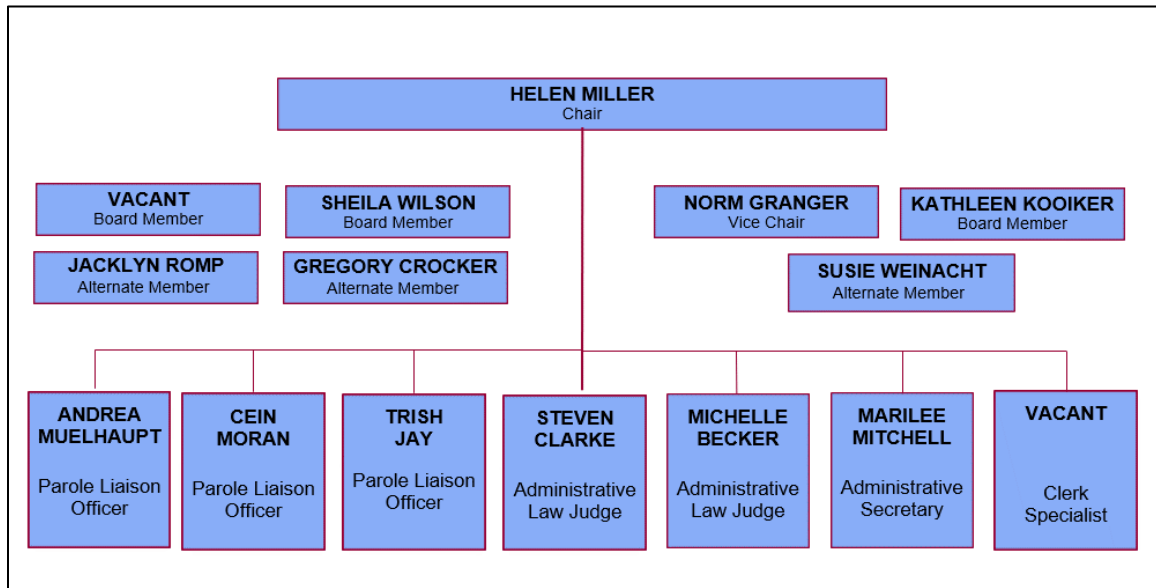 HELEN MILLER
Chair
VACANT
Board Member
SHEILA WILSON
Board Member
NORM GRANGER
Vice Chair
KATHLEEN KOOIKER
Board Member
JACKLYN ROMP
Alternate Member
GREGORY CROCKER
Alternate Member
SUSIE WEINACHT
Alternate Member
ANDREA
MUELHAUPT
Parole Liaison
Officer
CEIN
MORAN
Parole Liaison
Officer
TRISH
JAY
Parole Liaison
Officer
STEVEN
CLARKE
Administrative
Law Judge
MICHELLE
BECKER
Administrative
Law Judge
MARILEE
MITCHELL
Administrative
Secretary
VACANT
Clerk
Specialist